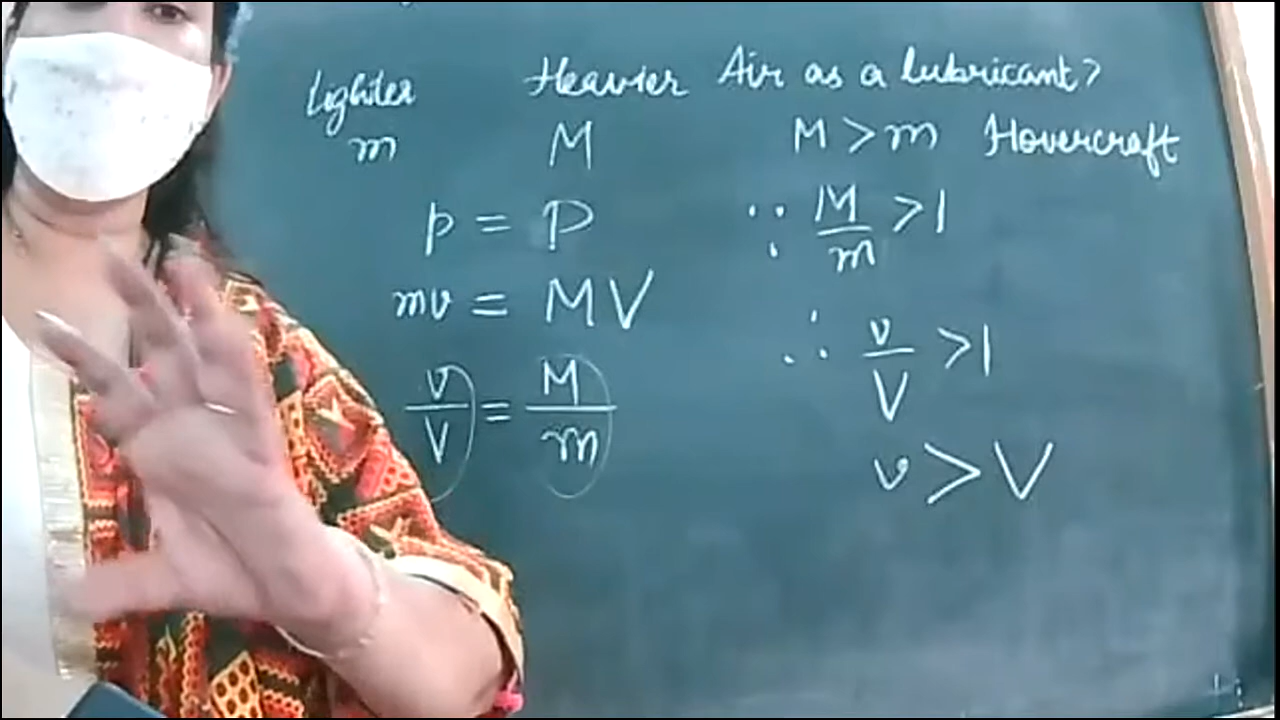 Lighter Heavier Air as a lubricant?
m M M > m Hovercraft
p = P ∵ M/m > 1
mv = MV
v/V = M/m ∴ v/V > 1
v > V